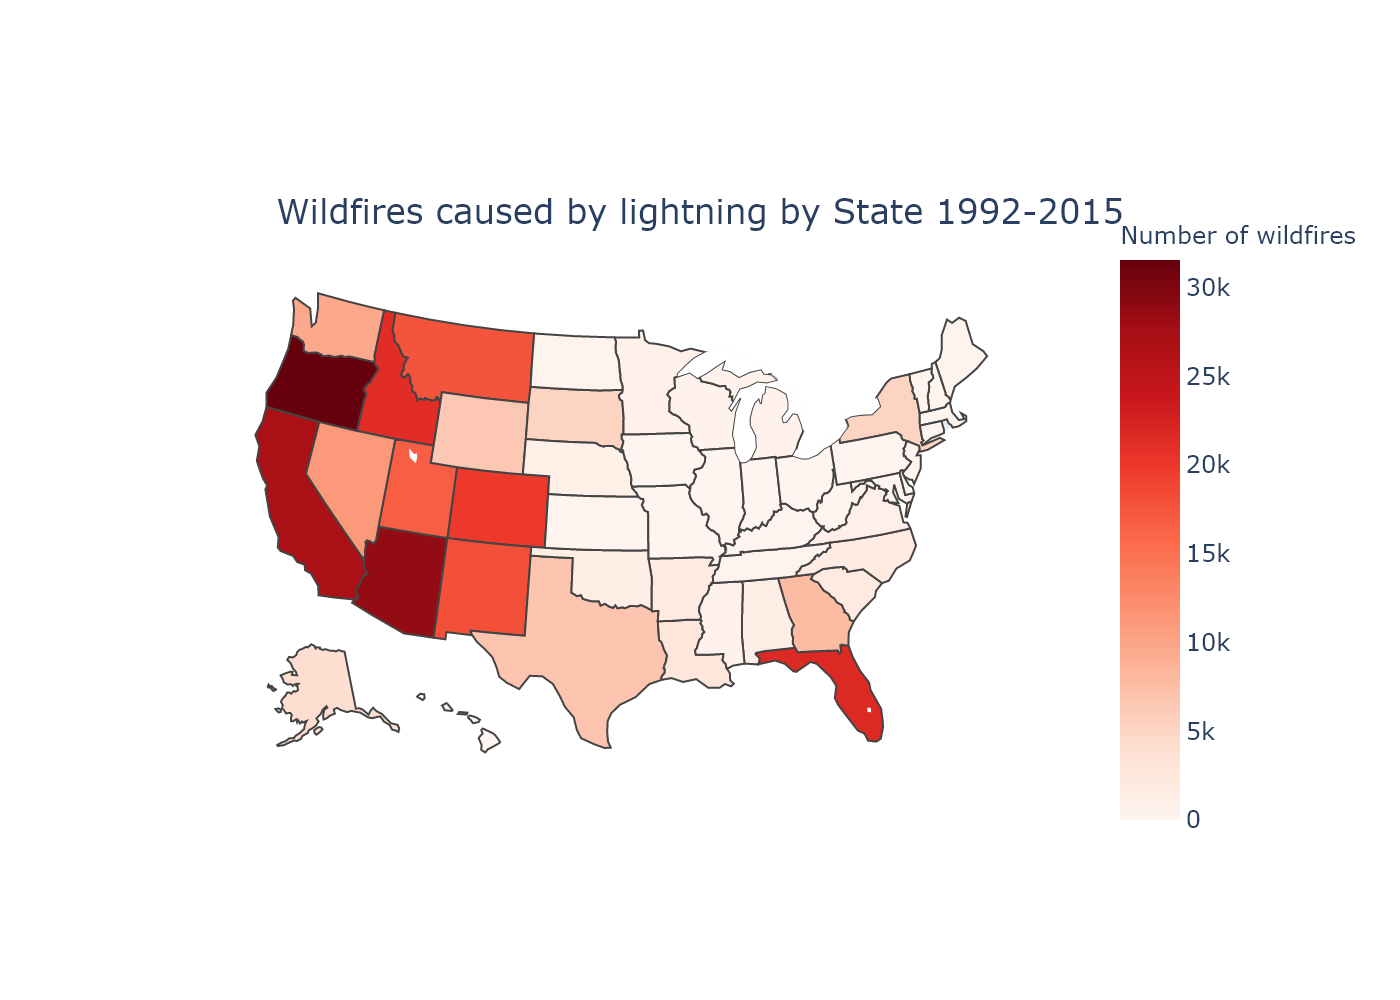 Wildfires caused by lightning by State 1992-2015
Number of wildfires
30k
25k
20k
15k
10k
5k
0